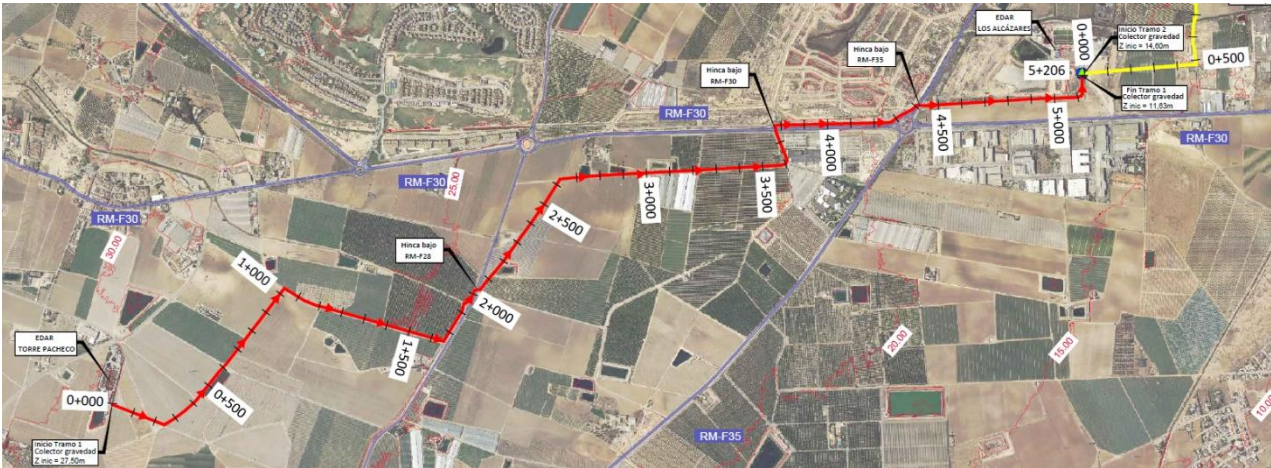 EDAR
LOS ALCÁZARES
0+000
Inicio Tramo 2
Colector gravedad
Z inic = 14,60m
Hinca bajo
RM-F35
Hinca bajo
RM-F30
5+206
0+500
Fin Tramo 1
Colector gravedad
Z inic = 11,63m
RM-F30
4+500
5+000
RM-F30
4+000
RM-F30
25.00
3+000
3+500
RM-F30
2+500
30.00
Hinca bajo
RM-F28
1+000
2+000
1+500
20.00
15.00
EDAR
TORRE PACHECO
0+000
0+500
10.00
RM-F35
Inicio Tramo 1
Colector gravedad
Z inic = 27,50m